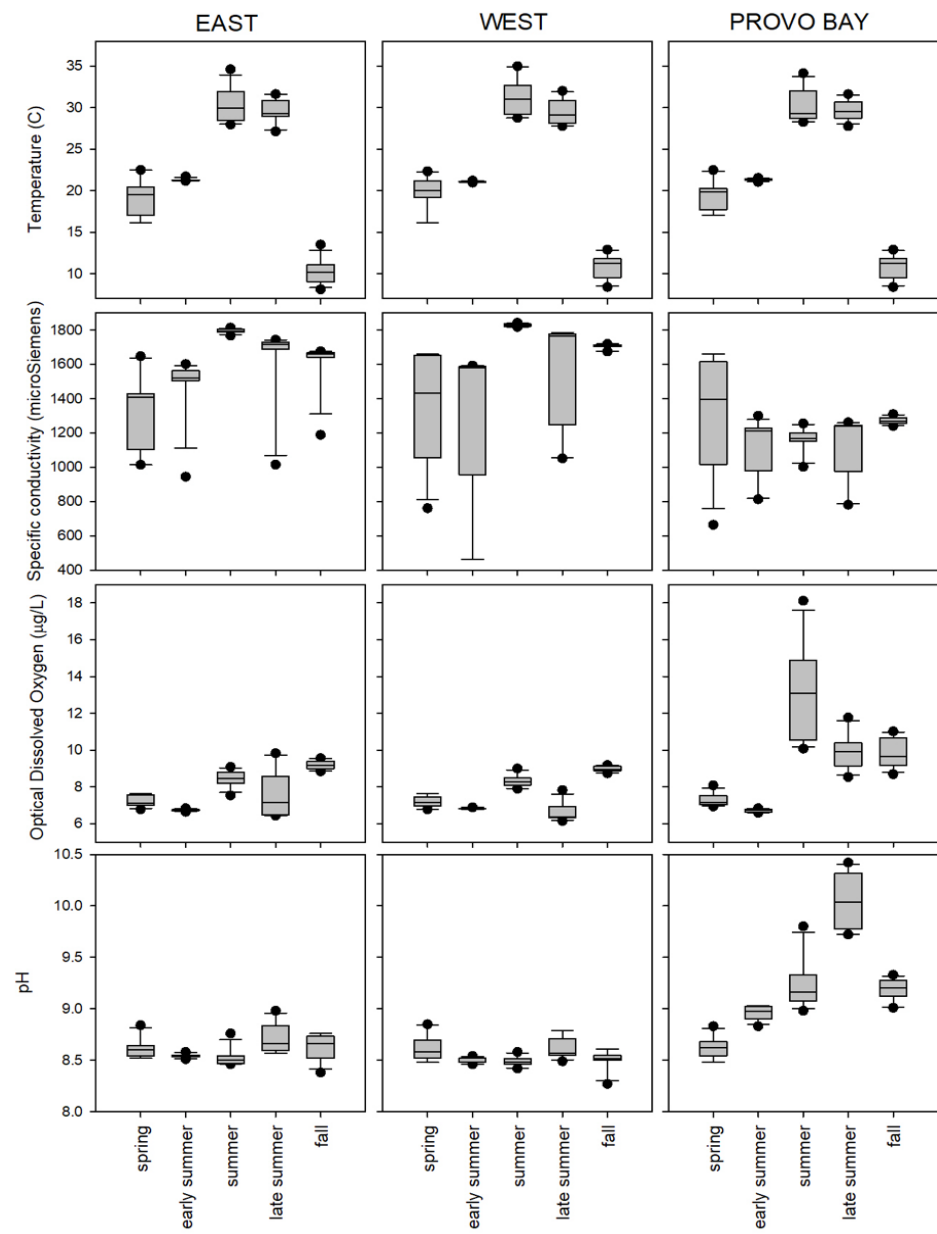 EAST WEST PROVO BAY
Temperature (C)
35
30
25
20
15
10
Specific conductivity (microSiemens)
1800
1600
1400
1200
1000
800
600
400
Optical Dissolved Oxygen (µg/L)
18
16
14
12
10
8
6
pH
10.5
10.0
9.5
9.0
8.5
8.0
spring
early summer
summer
late summer
fall
spring
early summer
summer
late summer
fall
spring
early summer
summer
late summer
fall